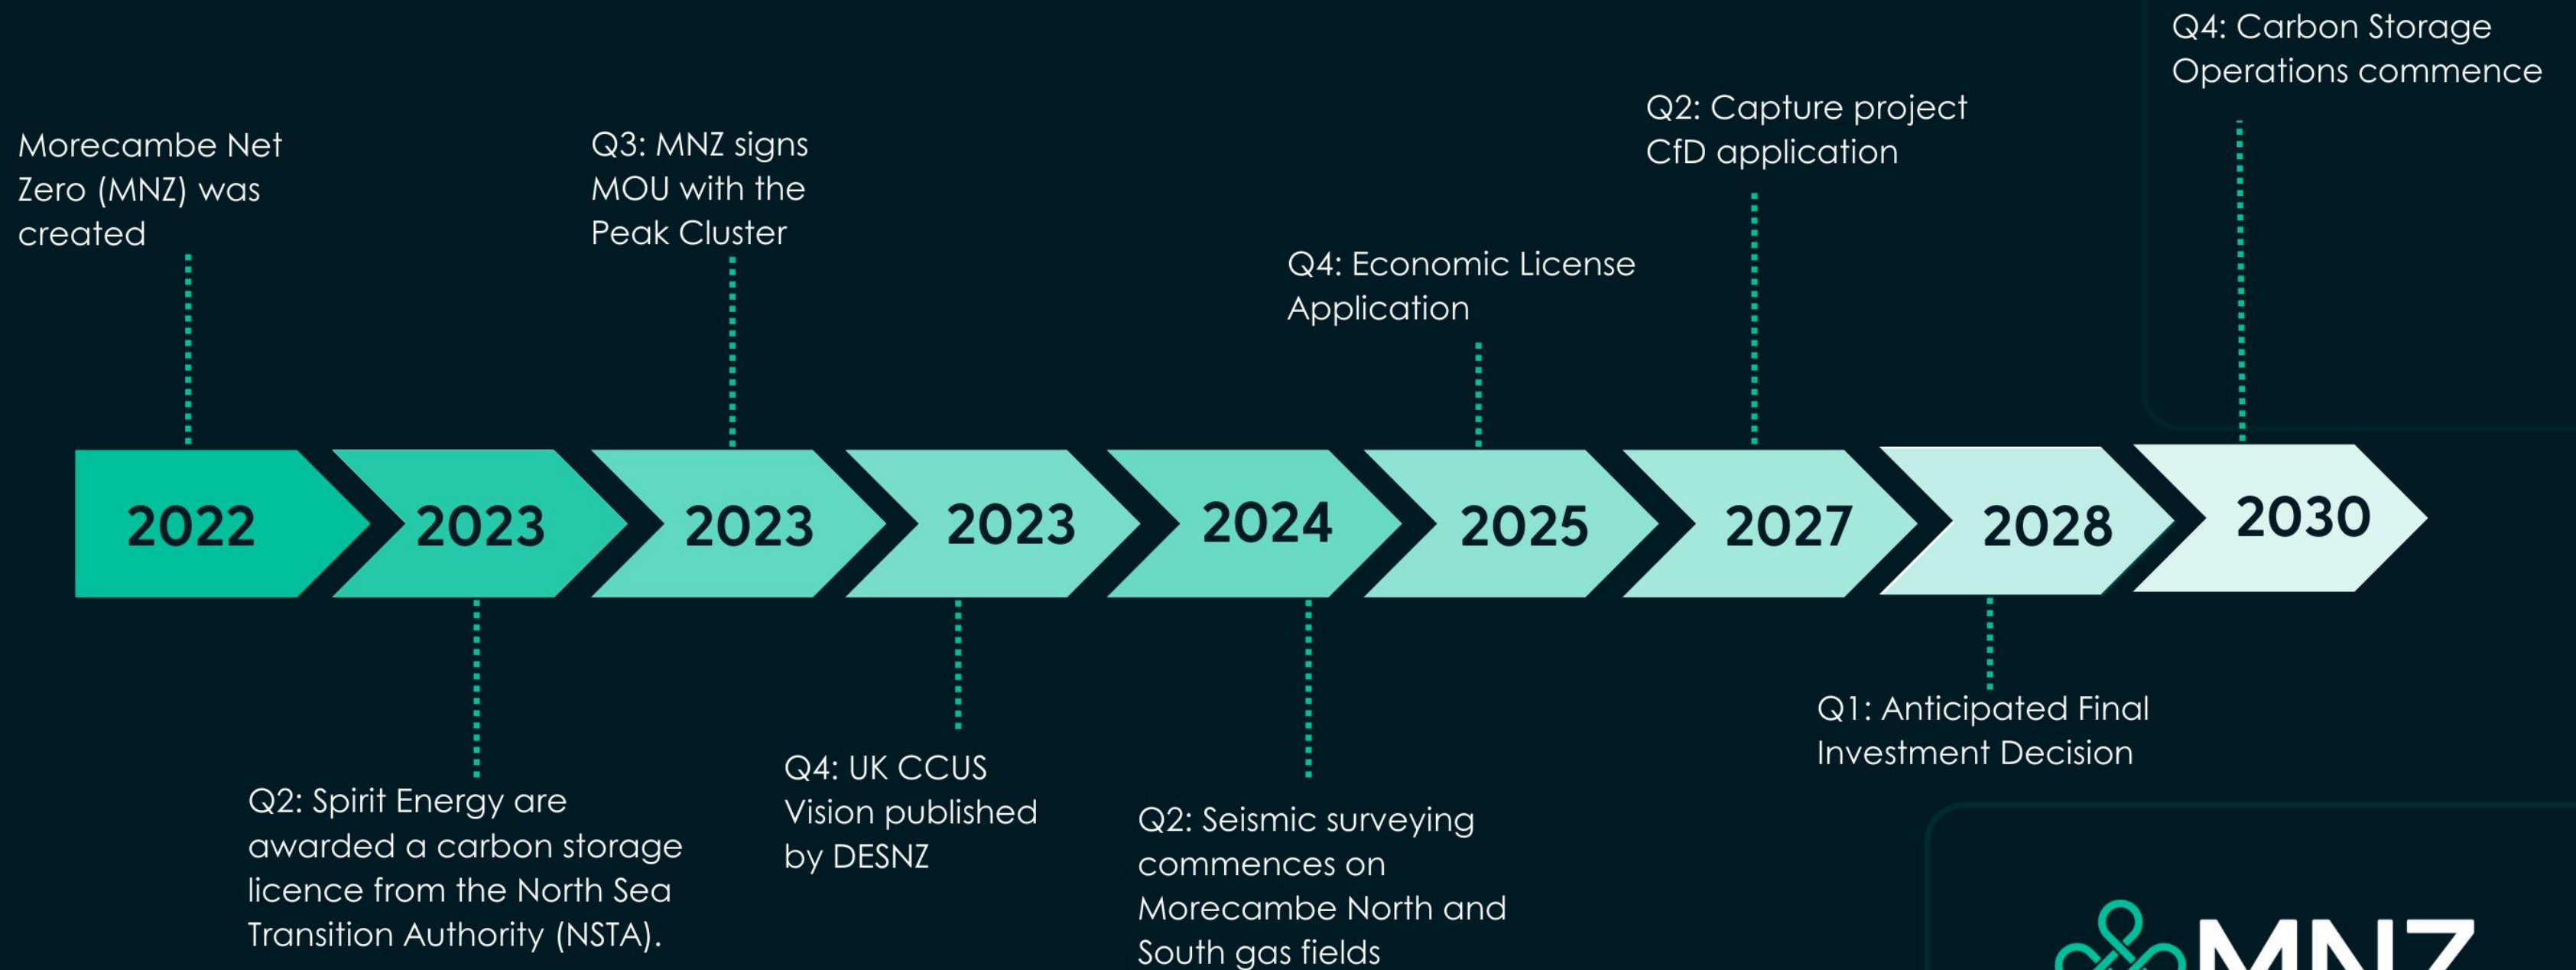 Morecambe Net
Zero (MNZ) was
created
Q3: MNZ signs
MOU with the
Peak Cluster
Q4: Economic License
Application
Q2: Capture project
CfD application
Q4: Carbon Storage
Operations commence
2022
2023
2023
2023
2024
2025
2027
2028
2030
Q2: Spirit Energy are
awarded a carbon storage
licence from the North Sea
Transition Authority (NSTA).
Q4: UK CCUS
Vision published
by DESNZ
Q2: Seismic surveying
commences on
Morecambe North and
South gas fields
Q1: Anticipated Final
Investment Decision
MNZ